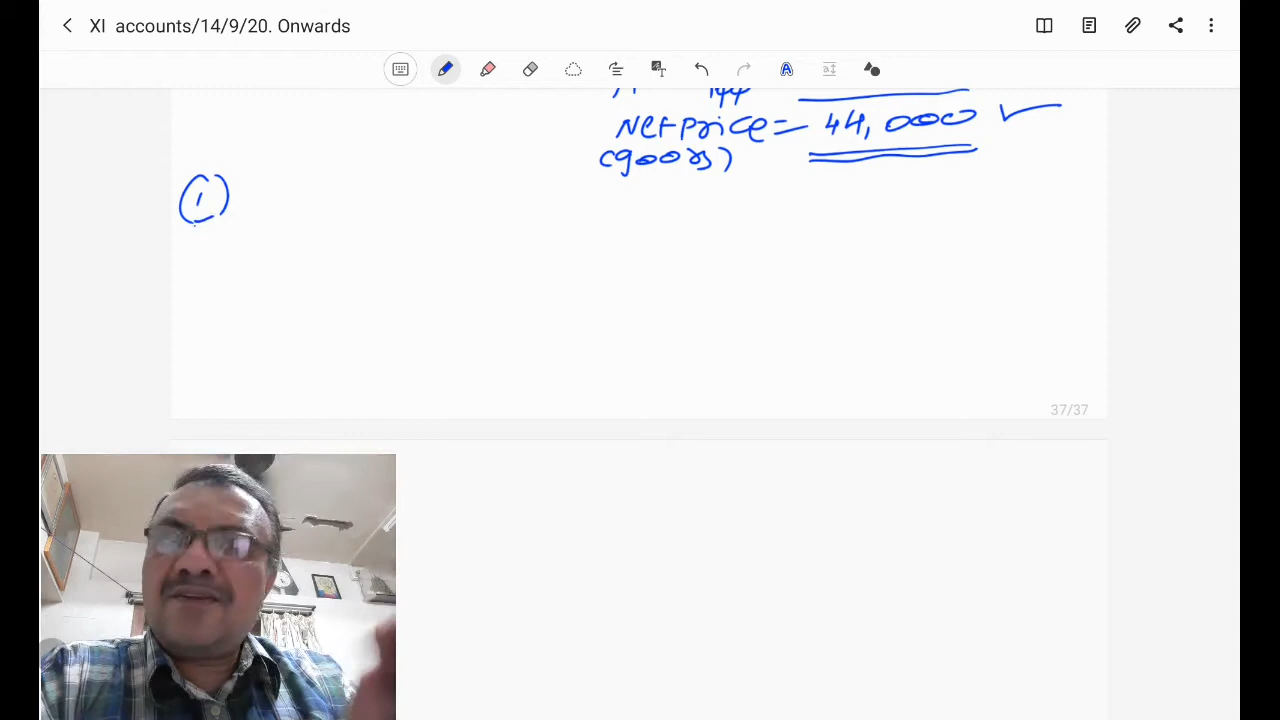 XI accounts/14/9/20. Onwards
Net Price = 44,000 ✓
(goods)
(1)
37/37